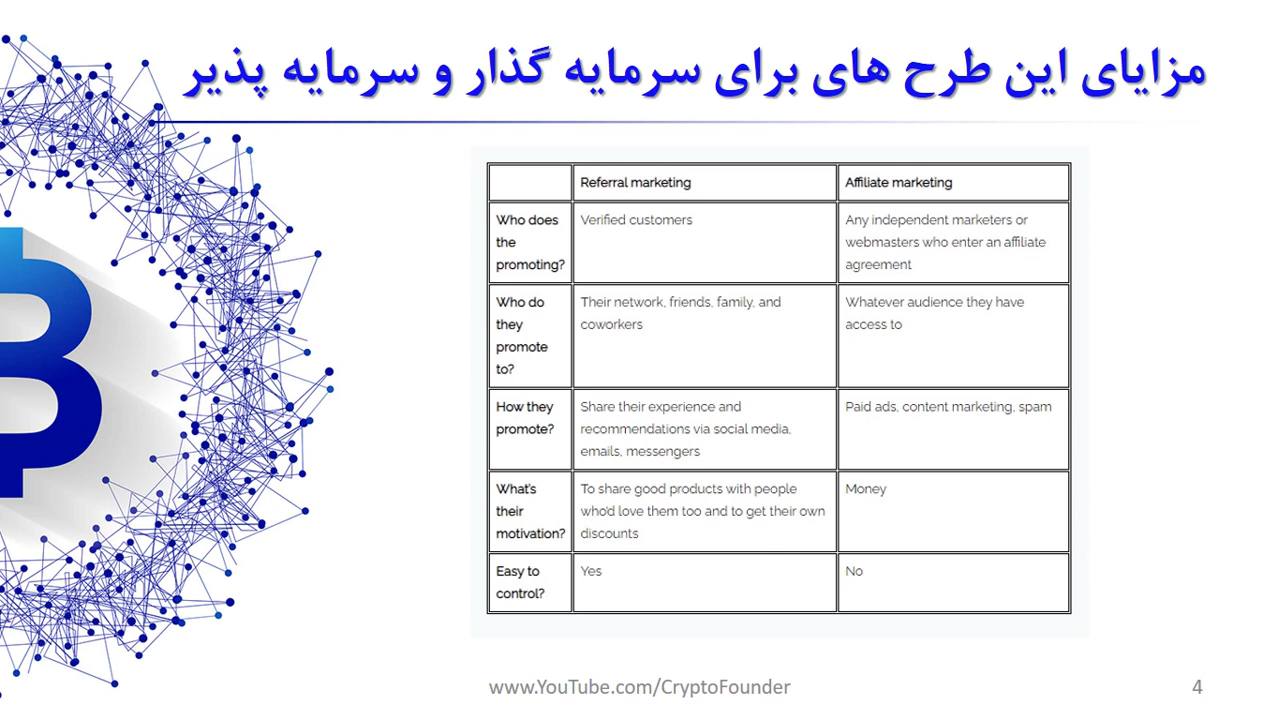 مزایای این طرح های برای سرمایه گذار و سرمایه پذیر
Referral marketing
Affiliate marketing
Who does
the
promoting?
Verified customers
Any independent marketers or
webmasters who enter an affiliate
agreement
Who do
they
promote
to?
Their network, friends, family, and
coworkers
Whatever audience they have
access to
How they
promote?
Share their experience and
recommendations via social media,
emails, messengers
Paid ads, content marketing, spam
What's
their
motivation?
To share good products with people
who'd love them too and to get their own
discounts
Money
Easy to
control?
Yes
No
www.YouTube.com/CryptoFounder
4